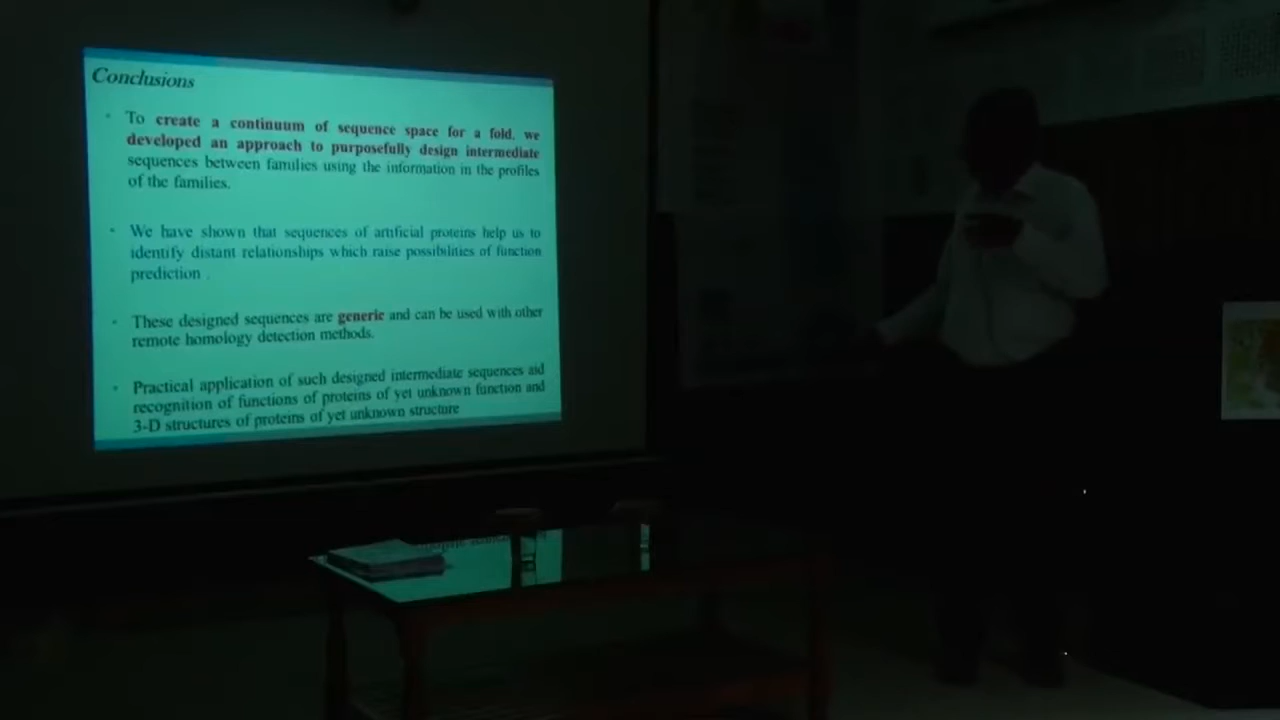 Conclusions
• To create a continuum of sequence space for a fold, we
developed an approach to purposefully design intermediate
sequences between families using the information in the profiles
of the families.
• We have shown that sequences of artificial proteins help us to
identify distant relationships which raise possibilities of function
prediction .
• These designed sequences are generic and can be used with other
remote homology detection methods.
• Practical application of such designed intermediate sequences aid
recognition of functions of proteins of yet unknown function and
3-D structures of proteins of yet unknown structure